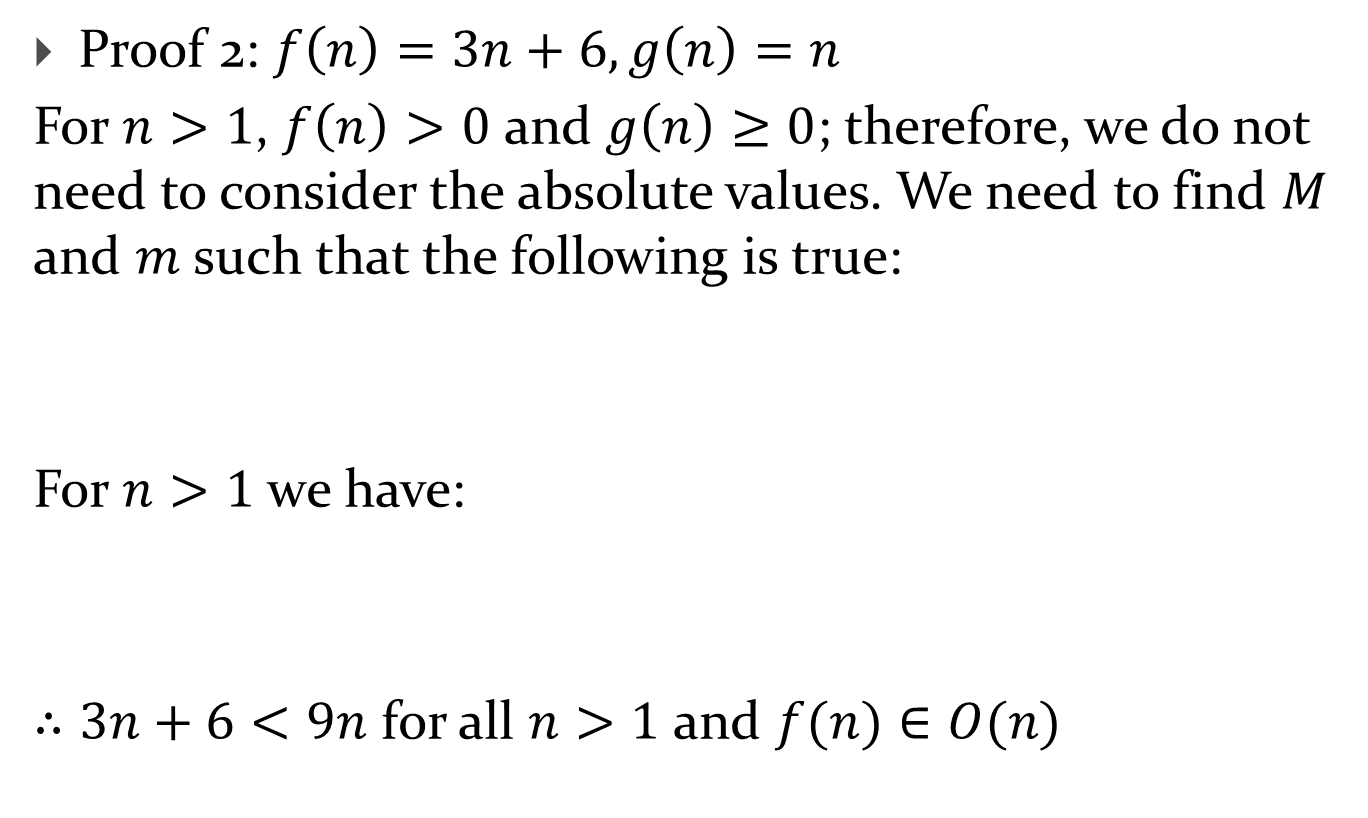 Proof 2: f(n) = 3n + 6, g(n) = n
For n > 1, f(n) > 0 and g(n) ≥ 0; therefore, we do not
need to consider the absolute values. We need to find M
and m such that the following is true:
For n > 1 we have:
∴ 3n + 6 < 9n for all n > 1 and f(n) ∈ O(n)